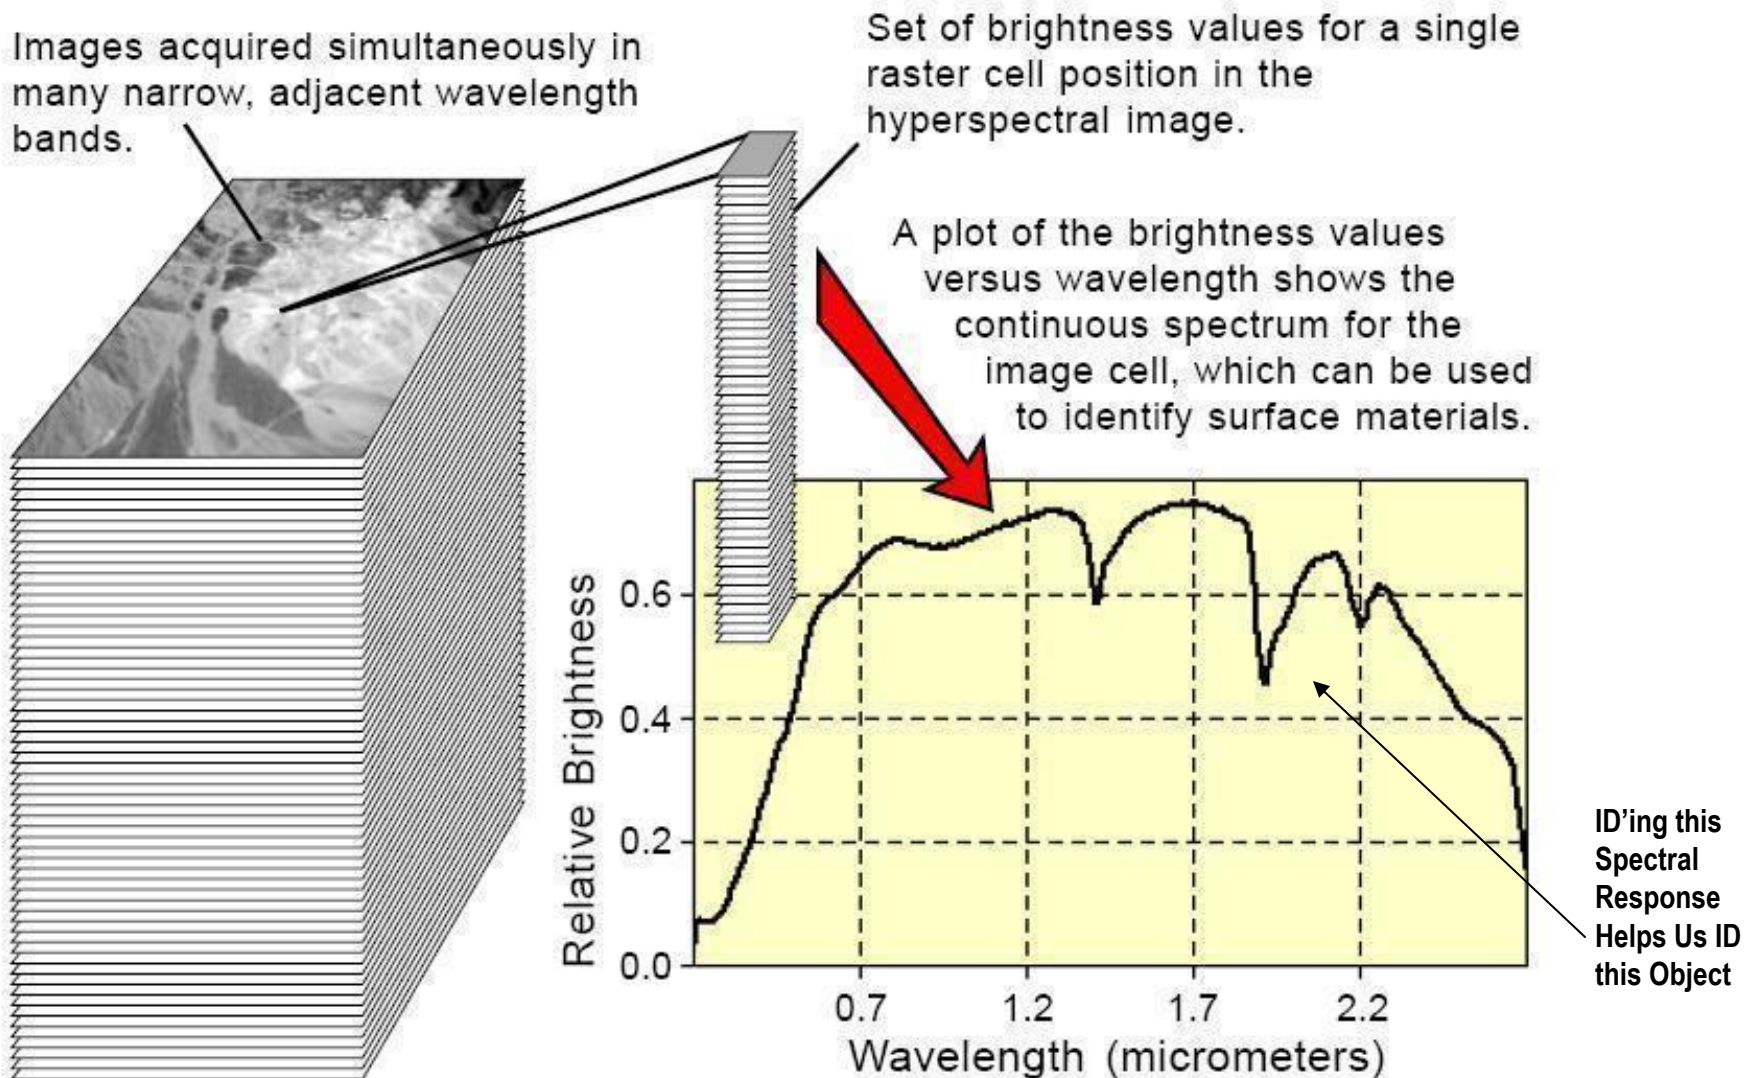 Images acquired simultaneously in
many narrow, adjacent wavelength
bands.
Set of brightness values for a single
raster cell position in the
hyperspectral image.
A plot of the brightness values
versus wavelength shows the
continuous spectrum for the
image cell, which can be used
to identify surface materials.
Relative Brightness
0.6
0.4
0.2
0.0
0.7 1.2 1.7 2.2
Wavelength (micrometers)
ID’ing this
Spectral
Response
Helps Us ID
this Object